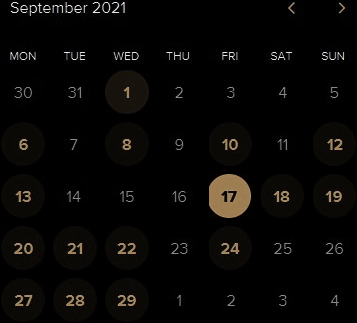 September 2021
MON TUE WED THU FRI SAT SUN
30 31 1 2 3 4 5
6 7 8 9 10 11 12
13 14 15 16 17 18 19
20 21 22 23 24 25 26
27 28 29 1 2 3 4